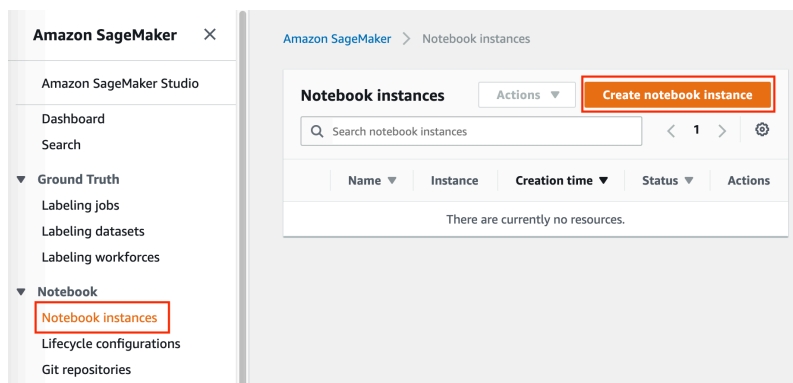 Amazon SageMaker
Amazon SageMaker Studio
Dashboard
Search
Ground Truth
Labeling jobs
Labeling datasets
Labeling workforces
Notebook
Notebook instances
Lifecycle configurations
Git repositories
Amazon SageMaker > Notebook instances
Notebook instances Actions Create notebook instance
Search notebook instances 1
Name Instance Creation time Status Actions
There are currently no resources.